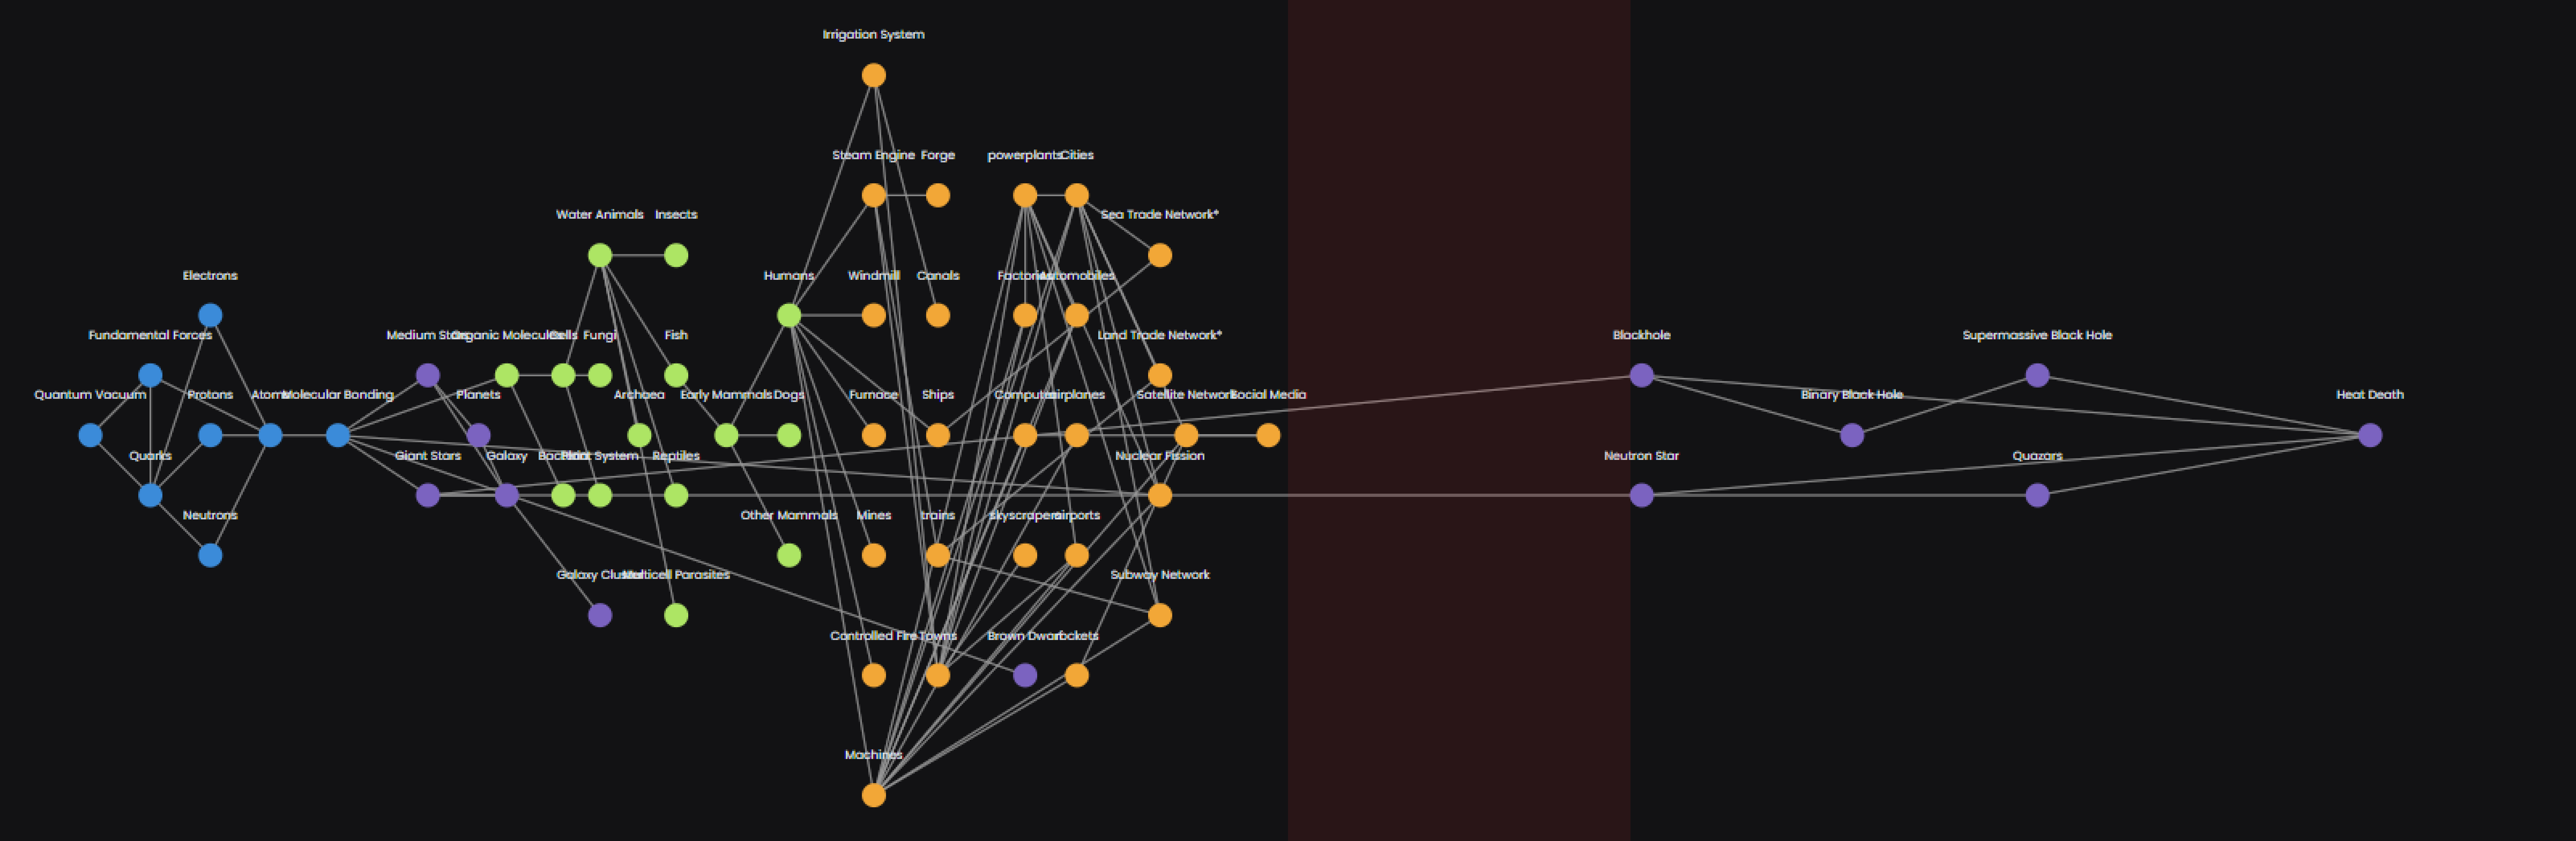 Irrigation System
Steam Engine
Forge
powerplants
Cities
Water Animals
Insects
Sea Trade Network*
Electrons
Humans
Windmill
Canals
Factories
Automobiles
Fundamental Forces
Medium Stars
Organic Molecules
Cells
Fungi
Fish
Land Trade Network*
Blackhole
Supermassive Black Hole
Quantum Vacuum
Protons
Atoms
Molecular Bonding
Planets
Archaea
Early Mammals
Dogs
Furnace
Ships
Computers
airplanes
Satellite Network
Social Media
Binary Black Hole
Heat Death
Quarks
Giant Stars
Galaxy
Bacteria
System
Reptiles
Nuclear Fission
Neutron Star
Quazars
Neutrons
Other Mammals
Mines
trains
skyscrapers
airports
Galaxy Cluster
Multicell Parasites
Subway Network
Controlled Fire
Towns
Brown Dwarf
rockets
Machines